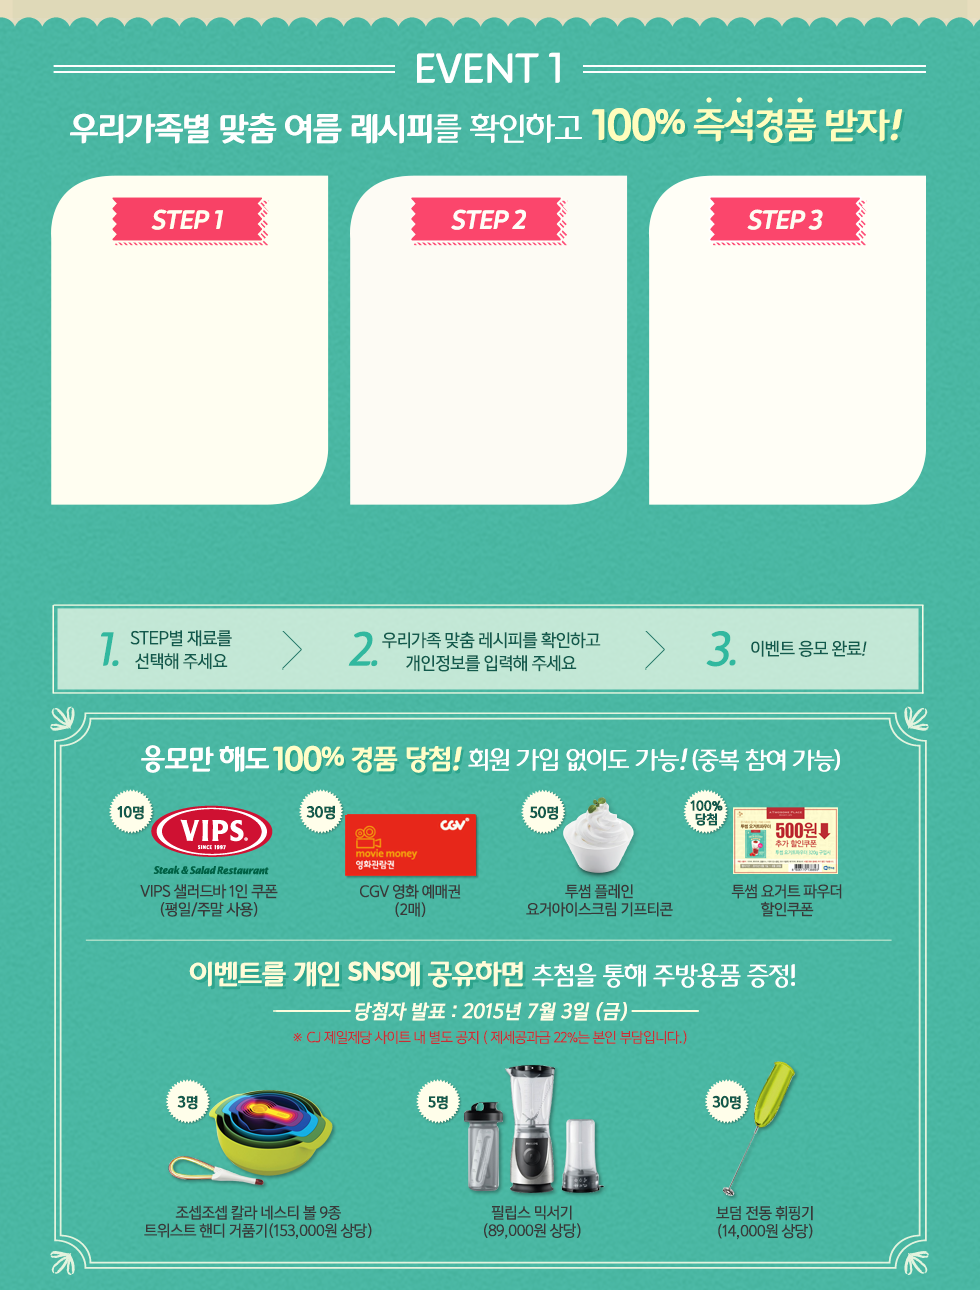 EVENT 1
우리가족별 맞춤 여름 레시피를 확인하고 100% 즉석경품 받자!
STEP 1
STEP 2
STEP 3
1. STEP별 재료를
선택해 주세요
2. 우리가족 맞춤 레시피를 확인하고
개인정보를 입력해 주세요
3. 이벤트 응모 완료!
응모만 해도 100% 경품 당첨! 회원 가입 없이도 가능! (중복 참여 가능)
10명
VIPS.
SINCE 1997
Steak & Salad Restaurant
VIPS 샐러드바 1인 쿠폰
(평일/주말 사용)
30명
CGV
movie money
영화관람권
CGV 영화 예매권
(2매)
50명
투썸 플레인
요거아이스크림 기프티콘
100%
당첨
투썸 요거트파우더
500원
추가 할인쿠폰
투썸 요거트 파우더
할인쿠폰
이벤트를 개인 SNS에 공유하면 추첨을 통해 주방용품 증정!
당첨자 발표 : 2015년 7월 3일 (금)
※ CJ 제일제당 사이트 내 별도 공지 ( 제세공과금 22%는 본인 부담입니다.)
3명
조셉조셉 칼라 네스티 볼 9종
트위스트 핸디 거품기(153,000원 상당)
5명
필립스 믹서기
(89,000원 상당)
30명
보덤 전동 휘핑기
(14,000원 상당)